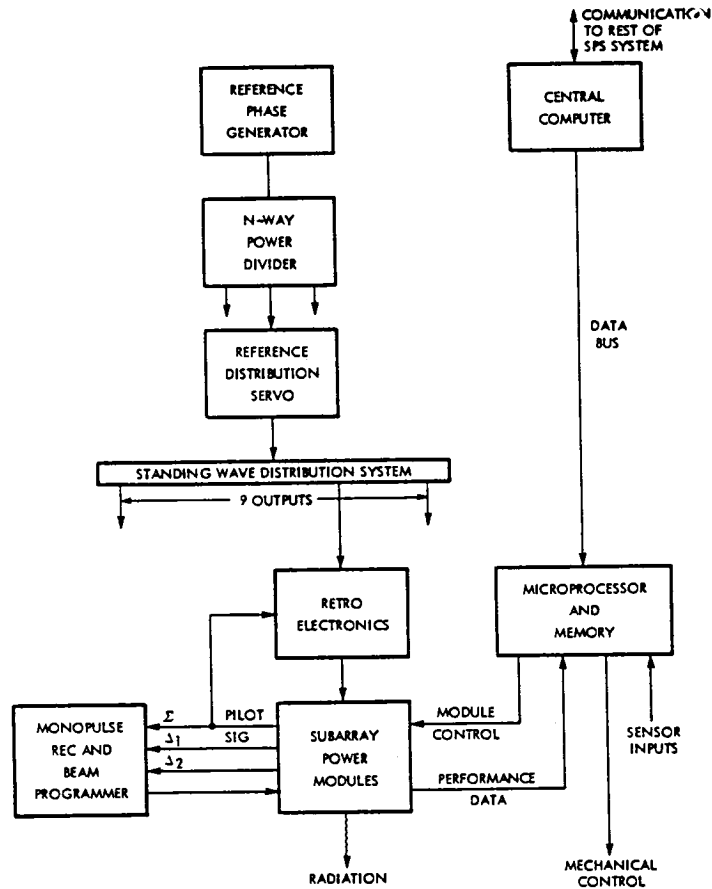 COMMUNICATION
TO REST OF
SPS SYSTEM
REFERENCE
PHASE
GENERATOR
CENTRAL
COMPUTER
N-WAY
POWER
DIVIDER
DATA
BUS
REFERENCE
DISTRIBUTION
SERVO
STANDING WAVE DISTRIBUTION SYSTEM
9 OUTPUTS
RETRO
ELECTRONICS
MICROPROCESSOR
AND
MEMORY
MONOPULSE
REC AND
BEAM
PROGRAMMER
Σ PILOT
Δ1 SIG
Δ2
SUBARRAY
POWER
MODULES
MODULE
CONTROL
PERFORMANCE
DATA
SENSOR
INPUTS
RADIATION
MECHANICAL
CONTROL